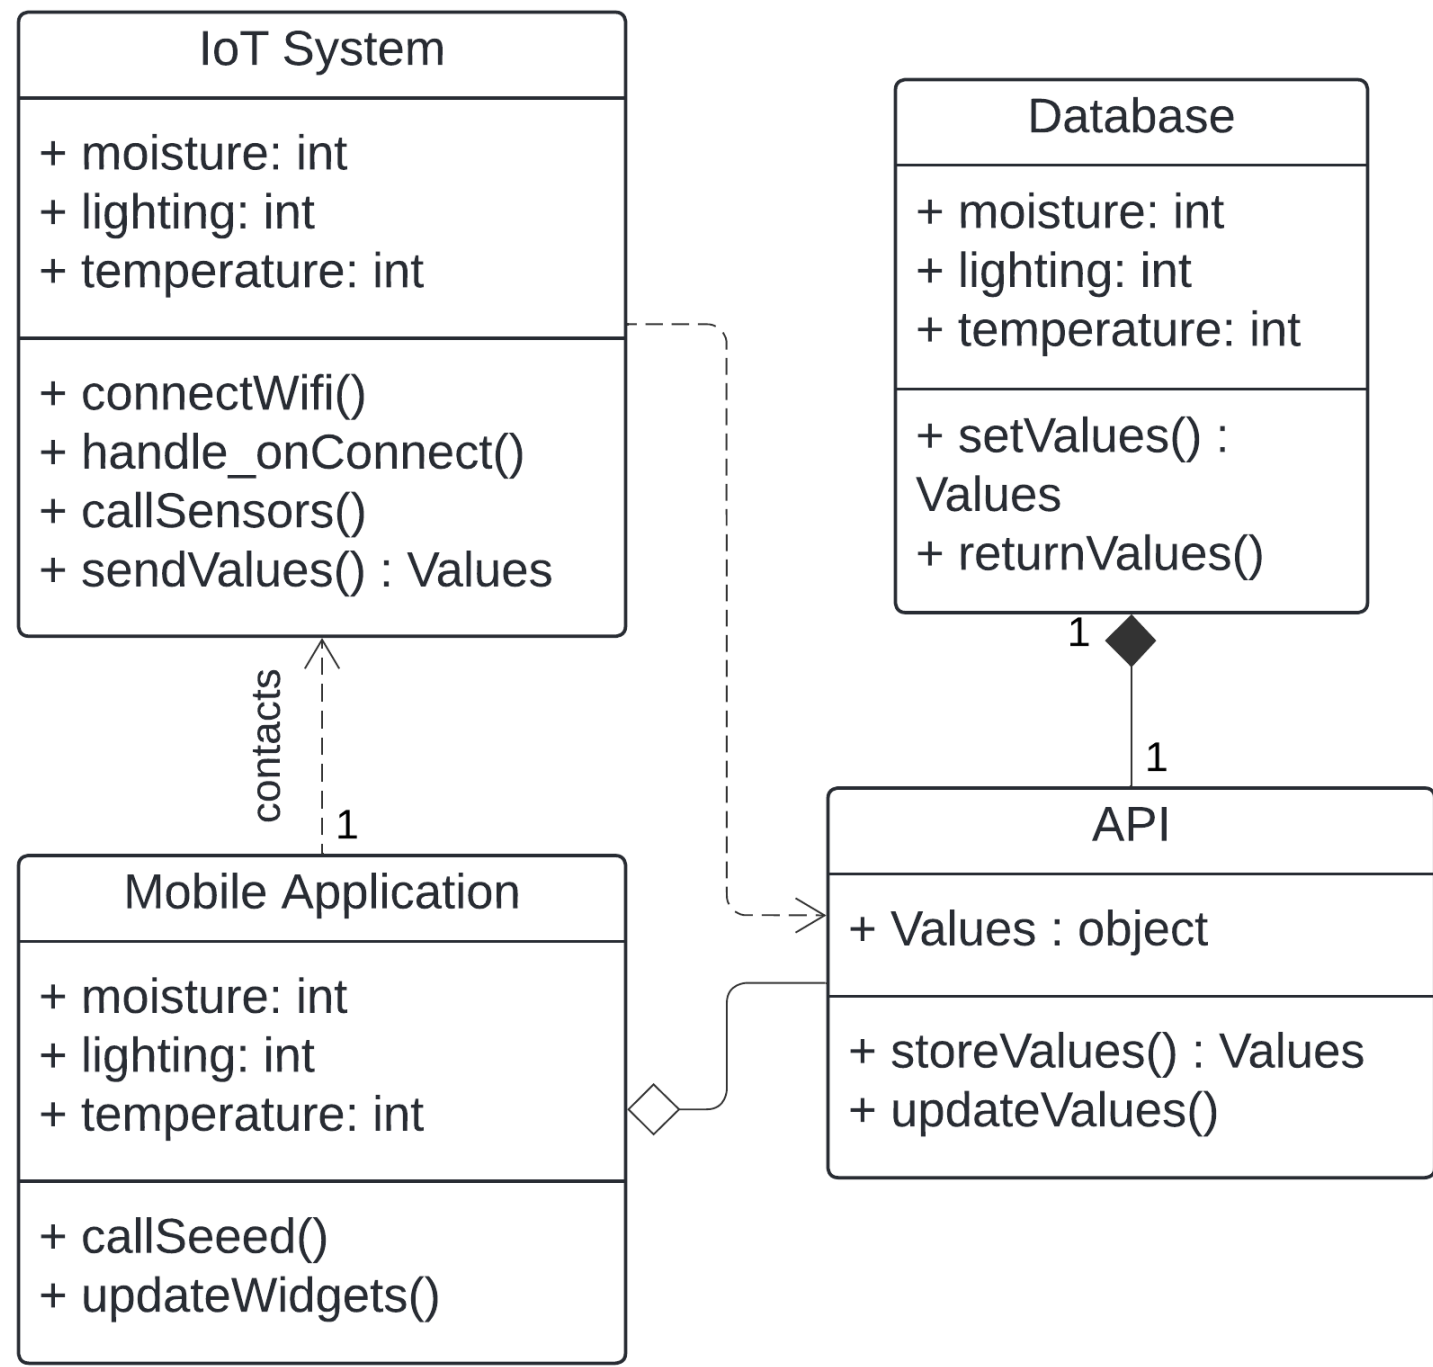 IoT System
+ moisture: int
+ lighting: int
+ temperature: int
+ connectWifi()
+ handle_onConnect()
+ callSensors()
+ sendValues() : Values
Database
+ moisture: int
+ lighting: int
+ temperature: int
+ setValues() :
Values
+ returnValues()
1
1
contacts
1
Mobile Application
+ moisture: int
+ lighting: int
+ temperature: int
+ callSeeed()
+ updateWidgets()
API
+ Values : object
+ storeValues() : Values
+ updateValues()